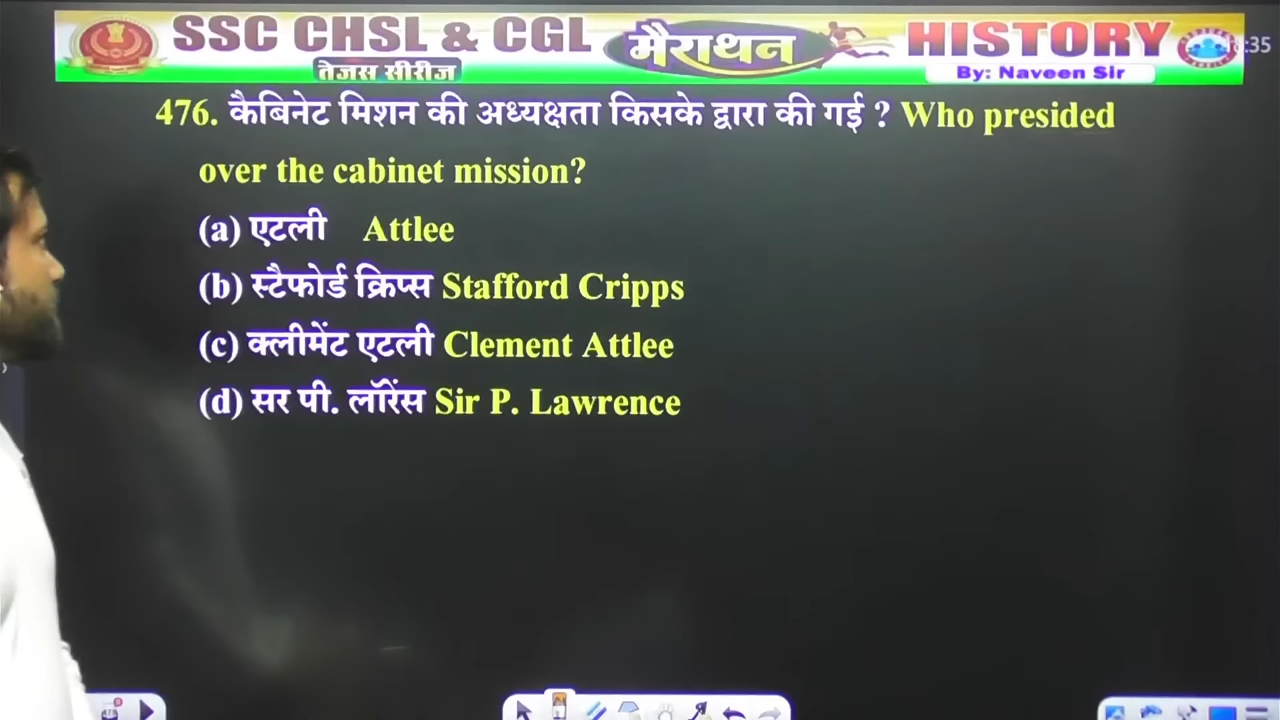 SSC CHSL & CGL मैराथन HISTORY
तेजस सीरीज
By: Naveen Sir
:35
476. कैबिनेट मिशन की अध्यक्षता किसके द्वारा की गई ? Who presided
over the cabinet mission?
(a) एटली Attlee
(b) स्टैफोर्ड क्रिप्स Stafford Cripps
(c) क्लीमेंट एटली Clement Attlee
(d) सर पी. लॉरेंस Sir P. Lawrence